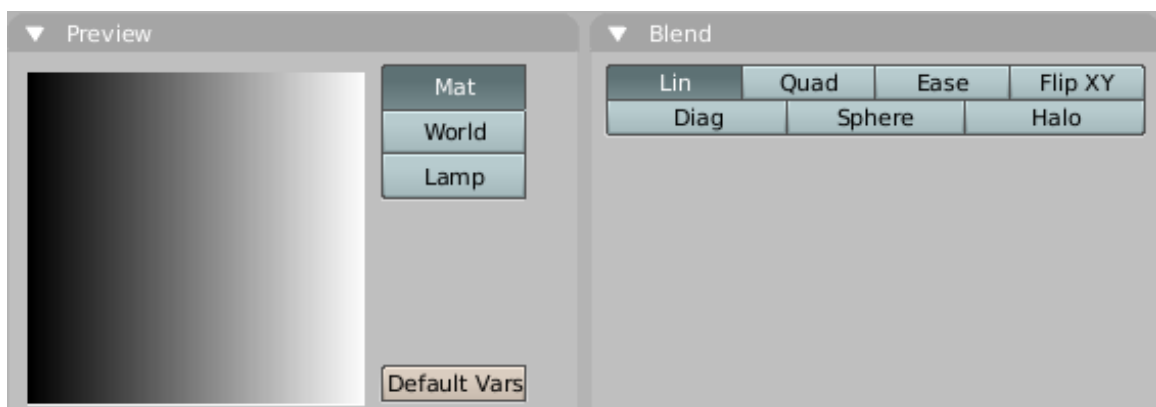 Preview
Mat
World
Lamp
Default Vars
Blend
Lin Quad Ease Flip XY
Diag Sphere Halo